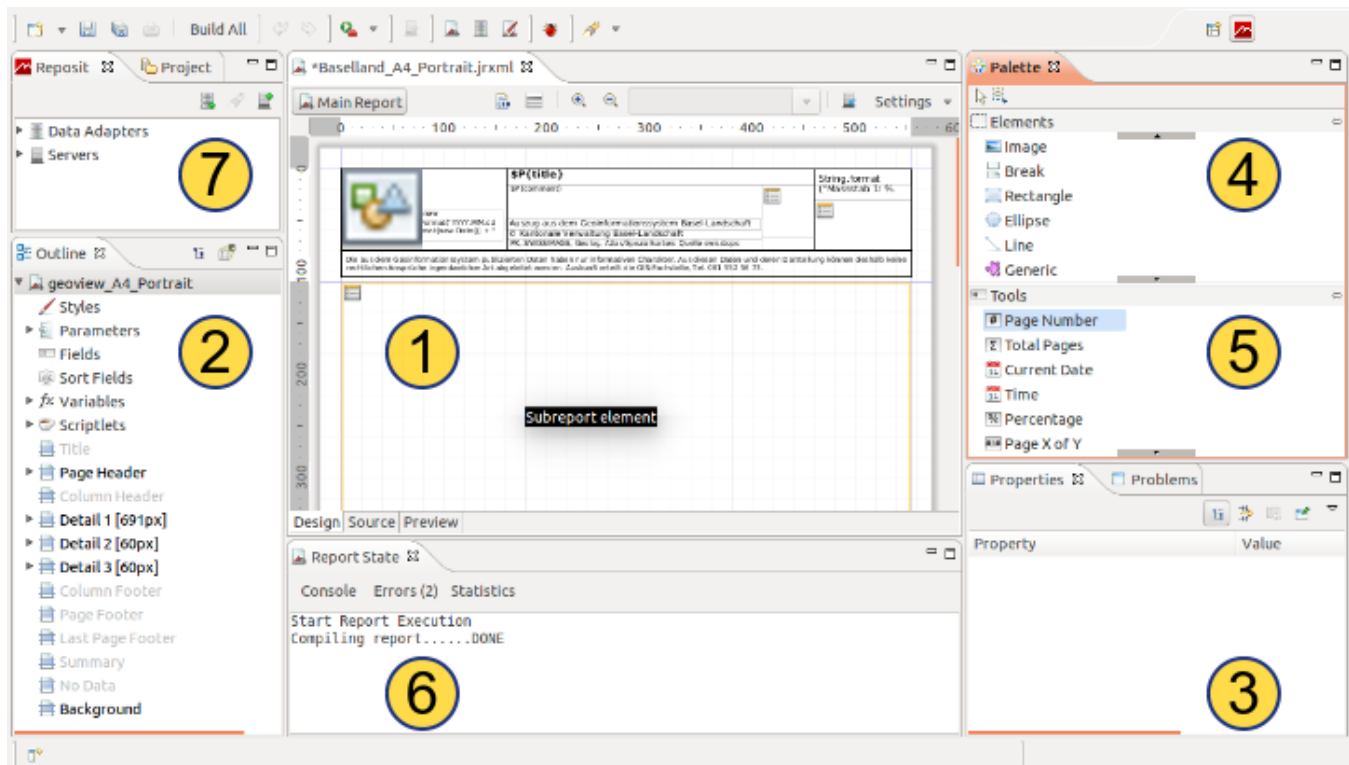 Build All
Reposit
Project
Data Adapters
Servers
7
Outline
geoview_A4_Portrait
Styles
Parameters
Fields
Sort Fields
fx Variables
Scriptlets
Title
Page Header
Column Header
Detail 1 [691px]
Detail 2 [60px]
Detail 3 [60px]
Column Footer
Page Footer
Last Page Footer
Summary
No Data
Background
2
*Baselland_A4_Portrait.jrxml
Main Report
Settings
0 100 200 300 400 500 60
0
100
200
300
$P{title}
$P{comment}
String.format
("Massstab 1: %.
Auszug aus dem Geoinformationssystem Basel-Landschaft
© Kantonale Verwaltung Basel-Landschaft
1
Subreport element
Design Source Preview
Report State
Console Errors (2) Statistics
Start Report Execution
Compiling report......DONE
6
Palette
Elements
Image
Break
Rectangle
Ellipse
Line
Generic
4
Tools
Page Number
Total Pages
Current Date
Time
Percentage
Page X of Y
5
Properties
Problems
Property Value
3